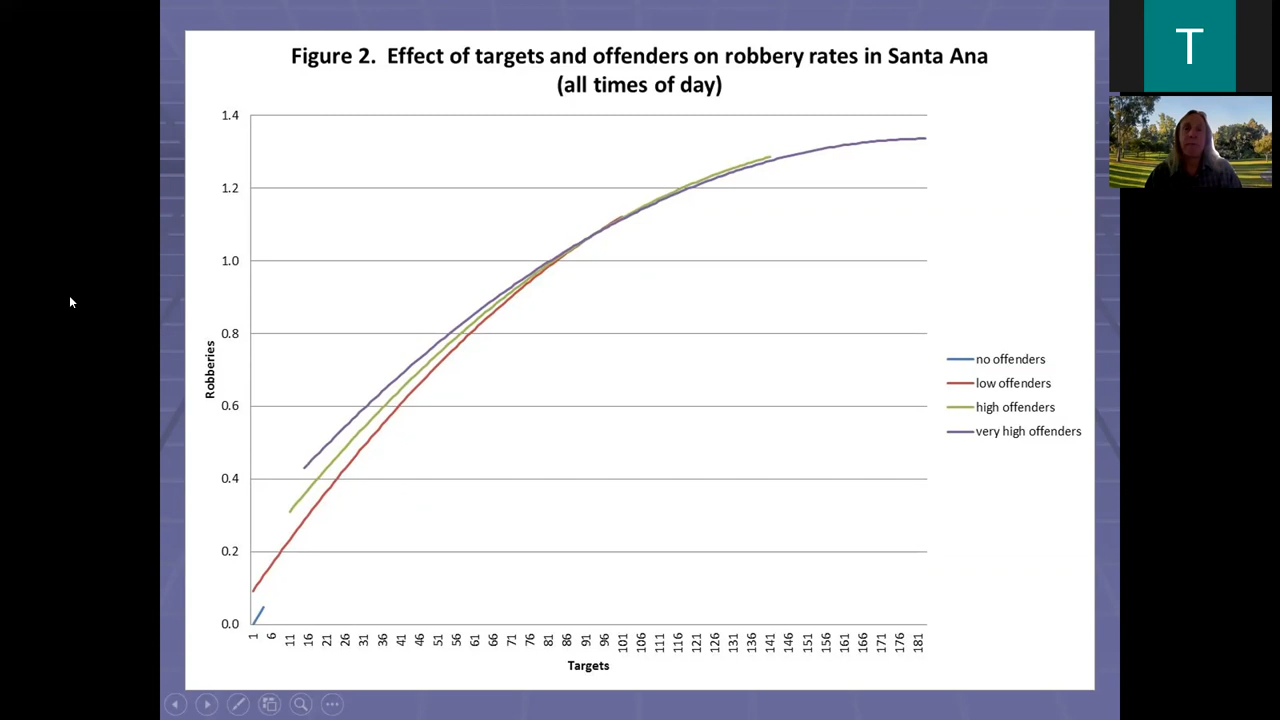 Figure 2.  Effect of targets and offenders on robbery rates in Santa Ana
(all times of day)
T
1.4
1.2
1.0
0.8
0.6
0.4
0.2
0.0
Robberies
1 6 11 16 21 26 31 36 41 46 51 56 61 66 71 76 81 86 91 96 101 106 111 116 121 126 131 136 141 146 151 156 161 166 171 176 181
Targets
no offenders
low offenders
high offenders
very high offenders